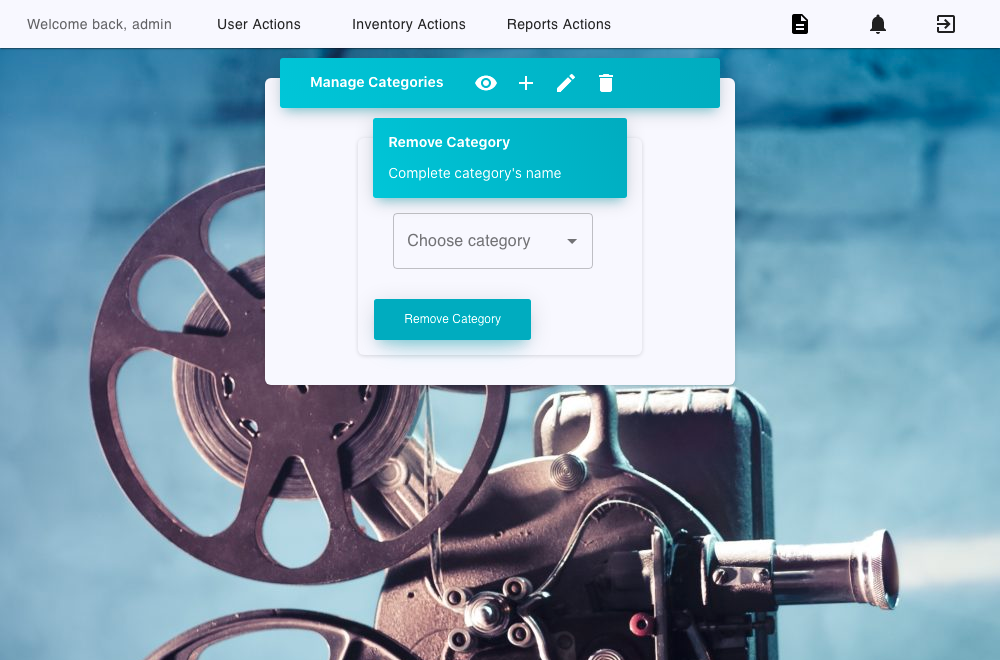 Welcome back, admin
User Actions
Inventory Actions
Reports Actions
Manage Categories
Remove Category
Complete category's name
Choose category
Remove Category